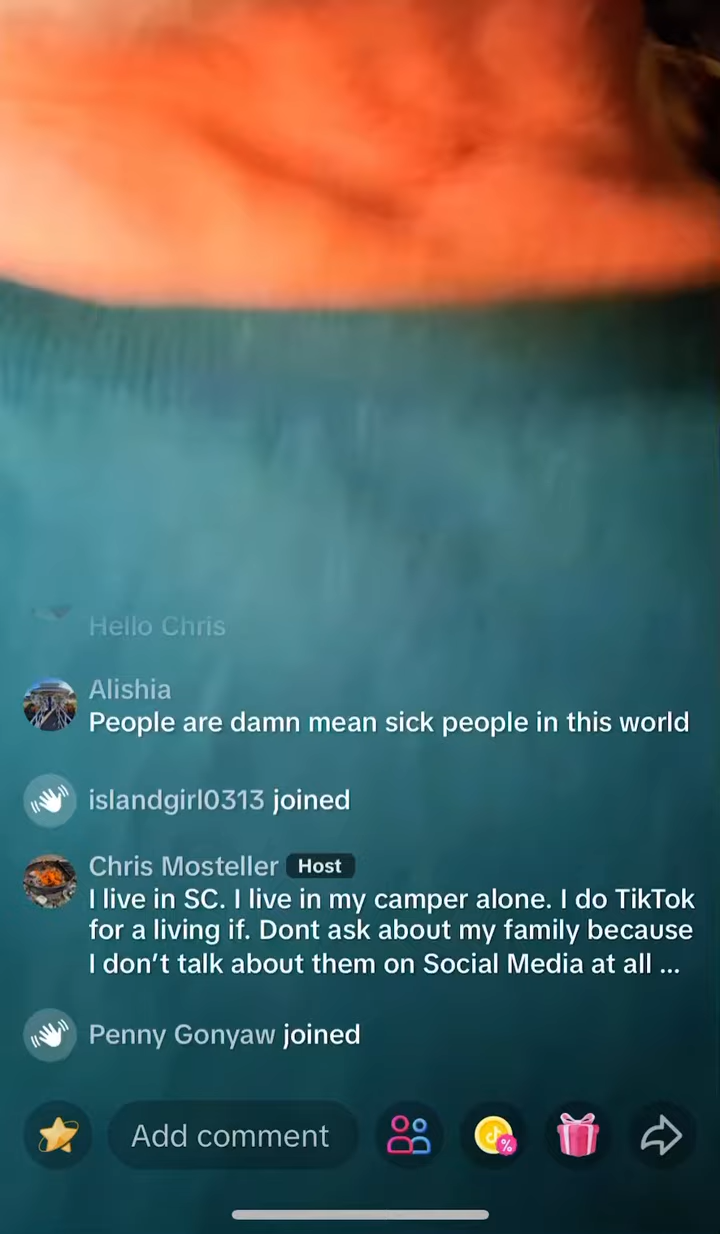 Hello Chris
Alishia
People are damn mean sick people in this world
islandgirl0313 joined
Chris Mosteller Host
I live in SC. I live in my camper alone. I do TikTok
for a living if. Dont ask about my family because
I don’t talk about them on Social Media at all ...
Penny Gonyaw joined
Add comment
%